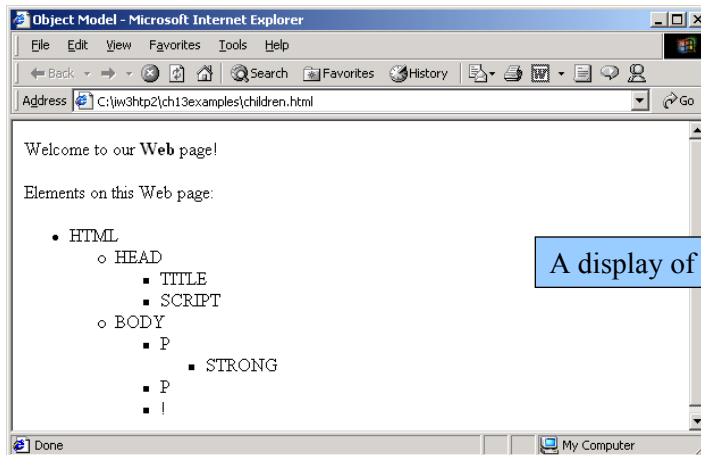 Object Model - Microsoft Internet Explorer
File Edit View Favorites Tools Help
Back Search Favorites History
Address C:\iw3htp2\ch13examples\children.html Go
Welcome to our Web page!
Elements on this Web page:
• HTML
o HEAD
▪ TITLE
▪ SCRIPT
A display of
o BODY
▪ P
▪ STRONG
▪ P
▪ !
Done My Computer